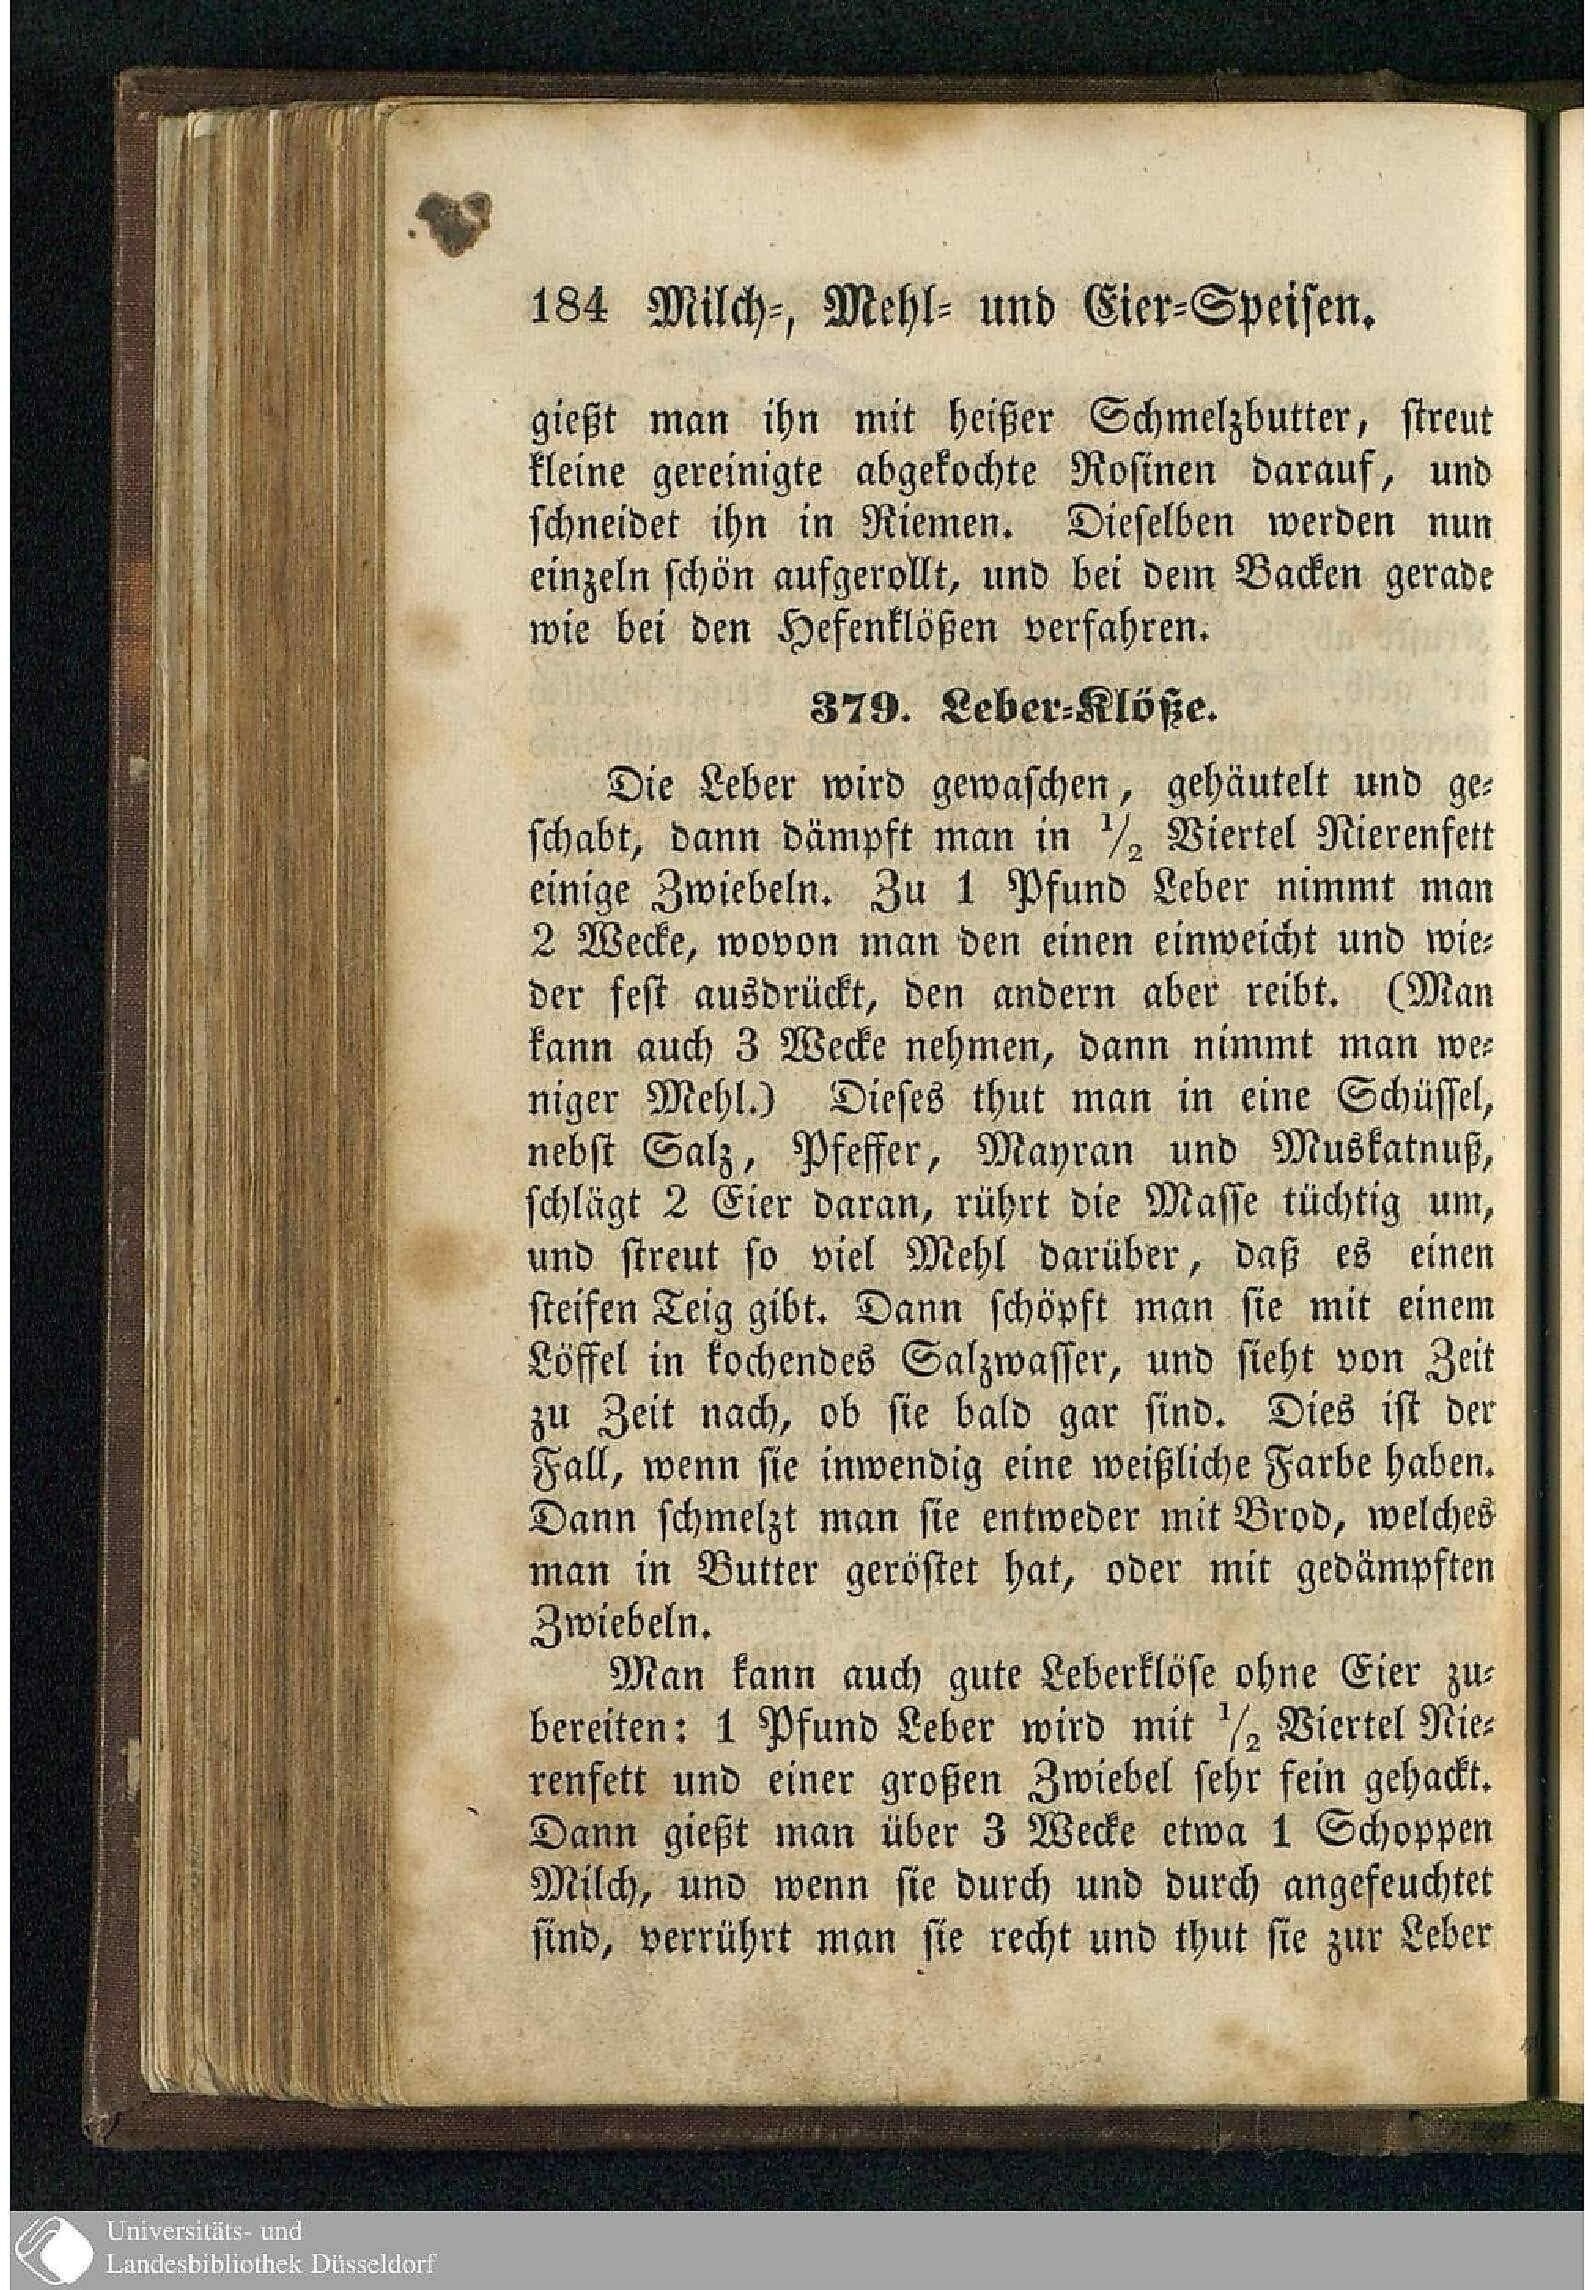 184 Milch-, Mehl- und Eier-Speisen.
gießt man ihn mit heißer Schmelzbutter, streut
kleine gereinigte abgekochte Rosinen darauf, und
schneidet ihn in Riemen. Dieselben werden nun
einzeln schön aufgerollt, und bei dem Backen gerade
wie bei den Hefenklößen verfahren.
379. Leber-Klöße.
Die Leber wird gewaschen, gehäutelt und ge-
schabt, dann dämpft man in 1/2 Viertel Nierenfett
einige Zwiebeln. Zu 1 Pfund Leber nimmt man
2 Wecke, wovon man den einen einweicht und wie-
der fest ausdrückt, den andern aber reibt. (Man
kann auch 3 Wecke nehmen, dann nimmt man we-
niger Mehl.) Dieses thut man in eine Schüssel,
nebst Salz, Pfeffer, Mayran und Muskatnuß,
schlägt 2 Eier daran, rührt die Masse tüchtig um,
und streut so viel Mehl darüber, daß es einen
steifen Teig gibt. Dann schöpft man sie mit einem
Löffel in kochendes Salzwasser, und sieht von Zeit
zu Zeit nach, ob sie bald gar sind. Dies ist der
Fall, wenn sie inwendig eine weißliche Farbe haben.
Dann schmelzt man sie entweder mit Brod, welches
man in Butter geröstet hat, oder mit gedämpften
Zwiebeln.
Man kann auch gute Leberklöse ohne Eier zu-
bereiten: 1 Pfund Leber wird mit 1/2 Viertel Nie-
renfett und einer großen Zwiebel sehr fein gehackt.
Dann gießt man über 3 Wecke etwa 1 Schoppen
Milch, und wenn sie durch und durch angefeuchtet
sind, verrührt man sie recht und thut sie zur Leber
Universitäts- und
Landesbibliothek Düsseldorf